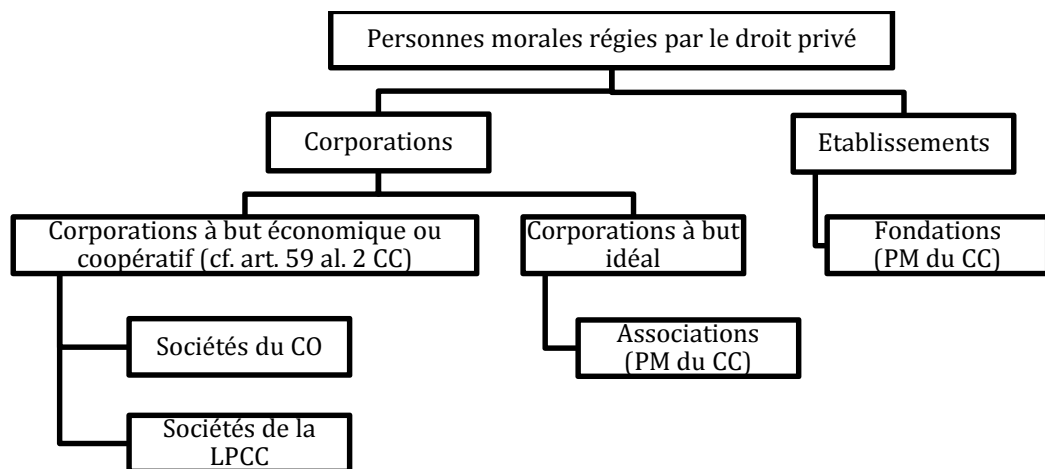 Personnes morales régies par le droit privé
Corporations
Etablissements
Corporations à but économique ou
coopératif (cf. art. 59 al. 2 CC)
Corporations à but
idéal
Fondations
(PM du CC)
Sociétés du CO
Associations
(PM du CC)
Sociétés de la
LPCC